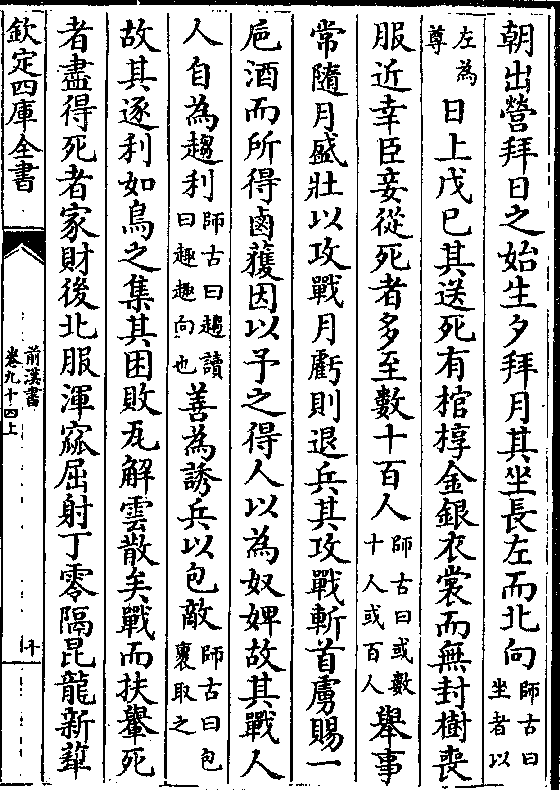 朝出營拜日之始生夕拜月其坐長左而北向師古曰坐者以
左為尊日上戊已其送死有棺椁金銀衣裳而無封樹喪
服近幸臣妾從死者多至數十百人師古曰或數十人或百人舉事
常隨月盛壯以攻戰月虧則退兵其攻戰斬首虜賜一
巵酒而所得鹵獲因以予之得人以為奴婢故其戰人
人自為趨利師古曰趨讀曰趣趣向也善為誘兵以包敵師古曰包裹取之
故其逐利如鳥之集其困敗瓦解雲散矣戰而扶轝死
者盡得死者家財後北服渾窳屈射丁零隔昆龍新𦍑
欽定四庫全書
前漢書
卷九十四上
十